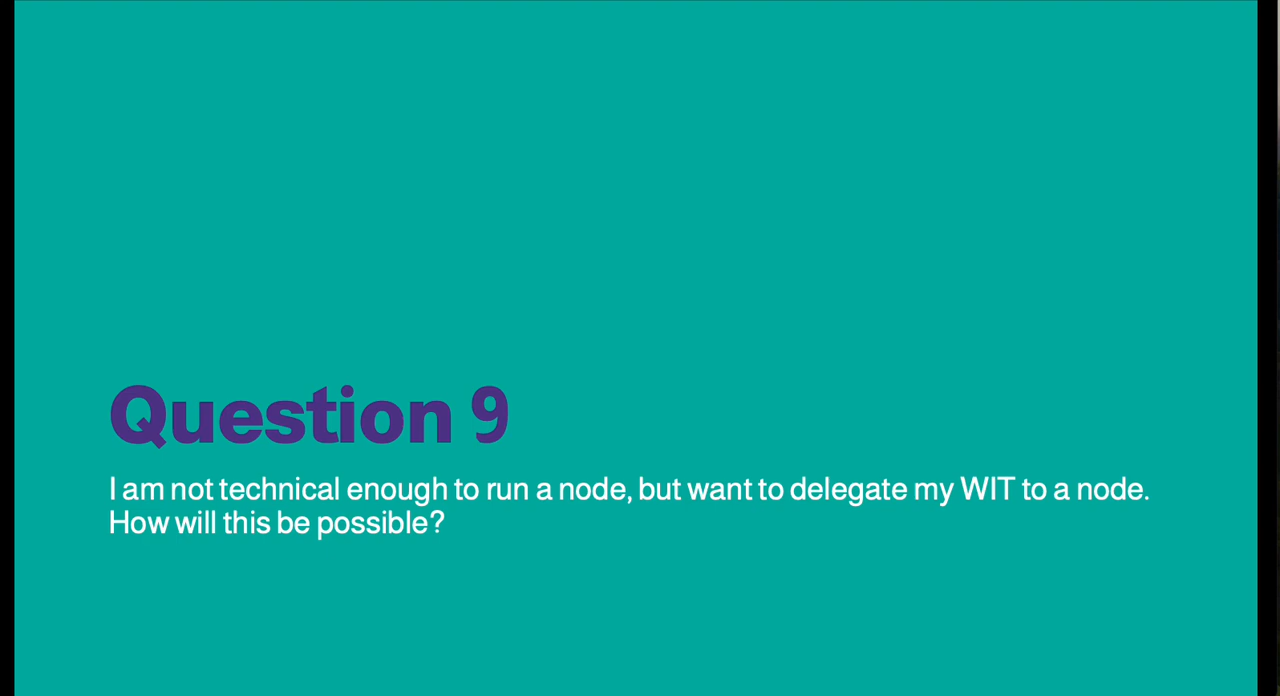 Question 9
I am not technical enough to run a node, but want to delegate my WIT to a node.
How will this be possible?